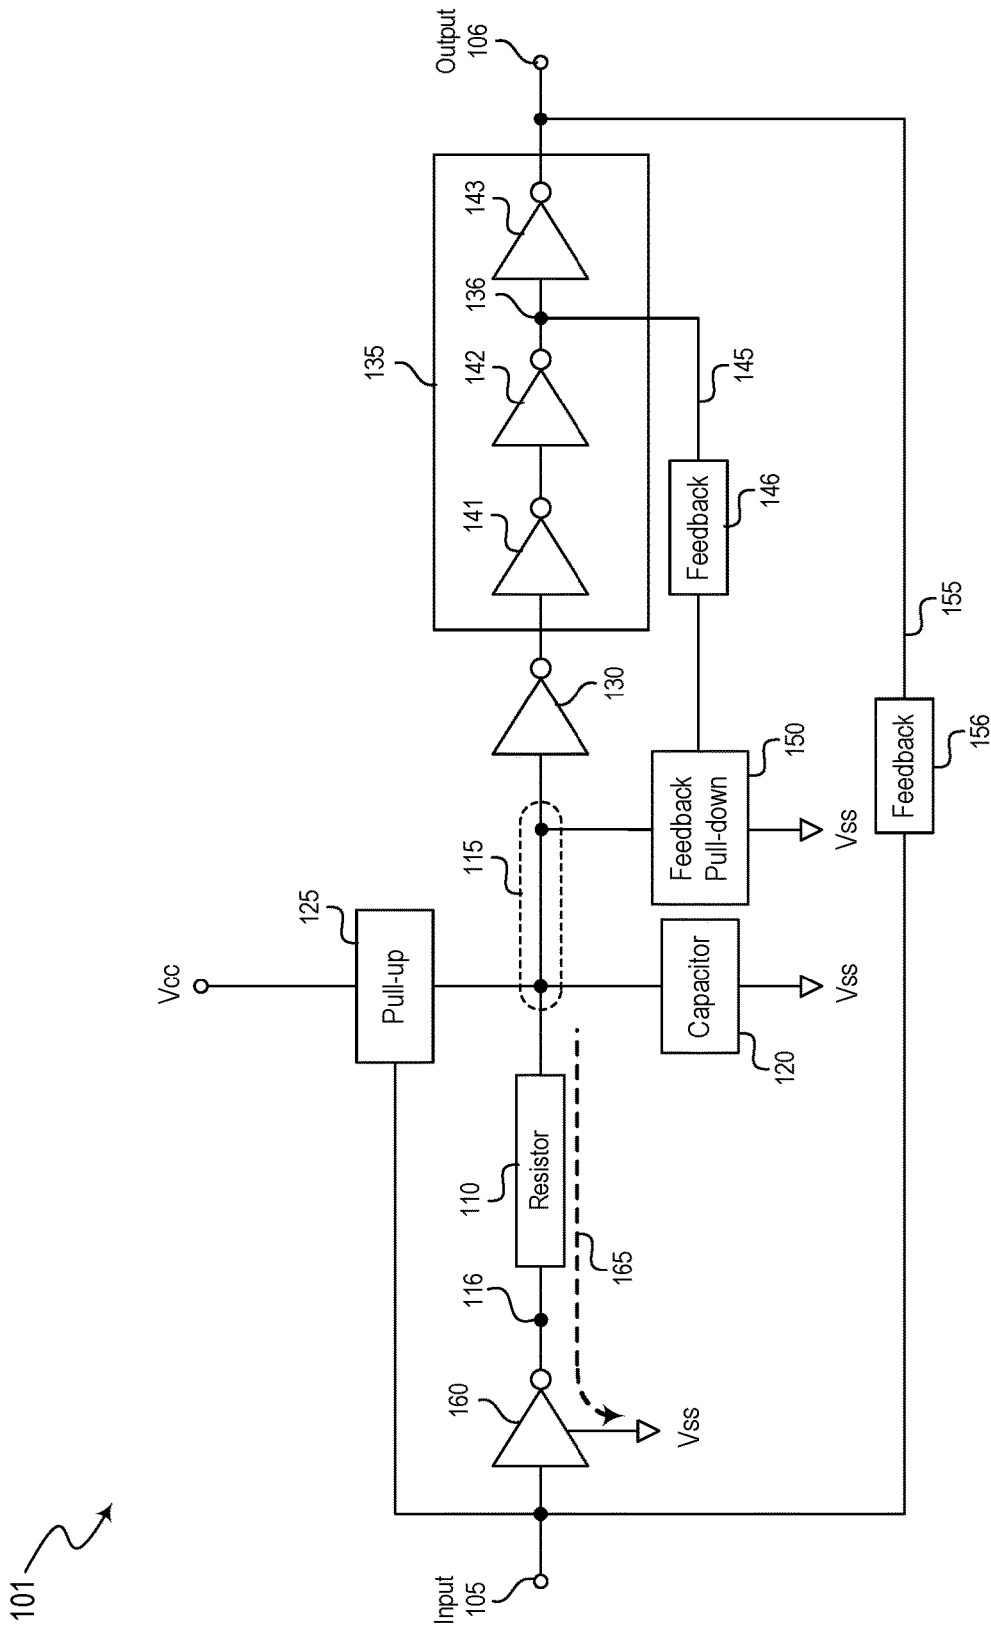 101
Input
105
160
Vss
116
110
Resistor
165
Vcc
125
Pull-up
115
Capacitor
120
Vss
130
Feedback
Pull-down
150
Vss
135
141
142
136
143
145
Feedback
146
155
Feedback
156
Output
106